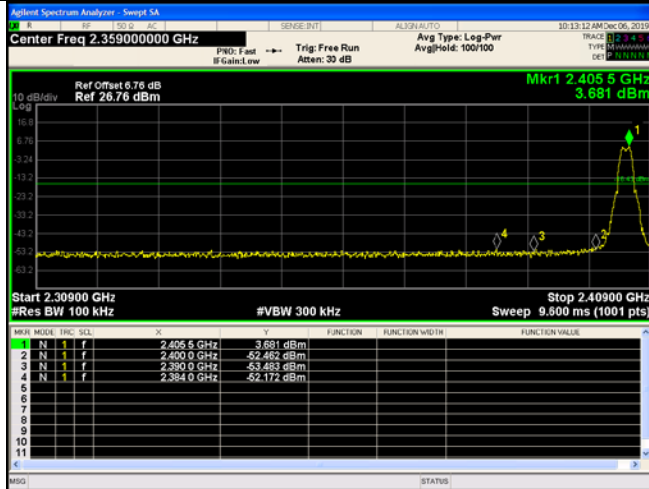 Agilent Spectrum Analyzer - Swept SA
R RF 50 Ω AC SENSE:INT ALIGN AUTO 10:13:12 AM Dec 06, 2019
Center Freq 2.359000000 GHz
PNO: Fast
IFGain:Low
Trig: Free Run
Atten: 30 dB
Avg Type: Log-Pwr
Avg|Hold: 100/100
TRACE 1 2 3 4 5
TYPE M
DET P N N N N
Mkr1 2.405 5 GHz
3.681 dBm
Ref Offset 6.76 dB
10 dB/div Ref 26.76 dBm
Log
16.8
6.76
-3.24
-13.2
-23.2
-33.2
-43.2
-53.2
-63.2
1
2
3
4
Start 2.30900 GHz Stop 2.40900 GHz
#Res BW 100 kHz #VBW 300 kHz Sweep 9.600 ms (1001 pts)
MKR MODE TRC SCL X Y FUNCTION FUNCTION WIDTH FUNCTION VALUE
1 N 1 f 2.405 5 GHz 3.681 dBm
2 N 1 f 2.400 0 GHz -52.462 dBm
3 N 1 f 2.390 0 GHz -53.483 dBm
4 N 1 f 2.384 0 GHz -52.172 dBm
5
6
7
8
9
10
11
MSG STATUS